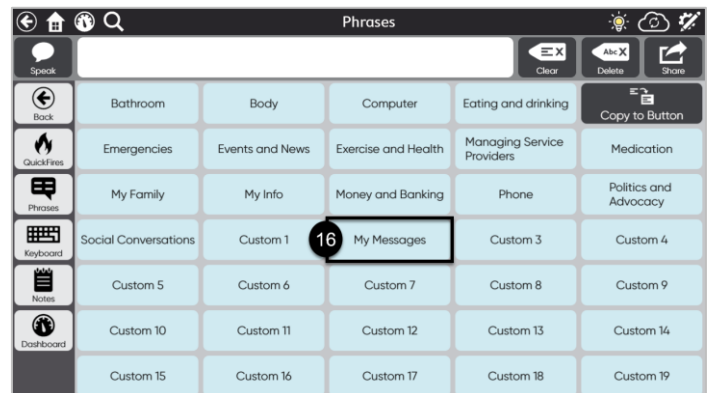 Phrases
Speak
Clear
Abc X
Delete
Share
Back
Bathroom
Body
Computer
Eating and drinking
Copy to Button
QuickFires
Emergencies
Events and News
Exercise and Health
Managing Service
Providers
Medication
Phrases
My Family
My Info
Money and Banking
Phone
Politics and
Advocacy
Keyboard
Social Conversations
Custom 1
16
My Messages
Custom 3
Custom 4
Notes
Custom 5
Custom 6
Custom 7
Custom 8
Custom 9
Dashboard
Custom 10
Custom 11
Custom 12
Custom 13
Custom 14
Custom 15
Custom 16
Custom 17
Custom 18
Custom 19